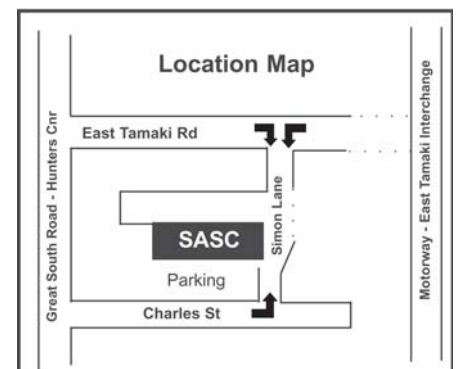 Location Map
Great South Road - Hunters Cnr
East Tamaki Rd
Motorway - East Tamaki Interchange
Simon Lane
SASC
Parking
Charles St